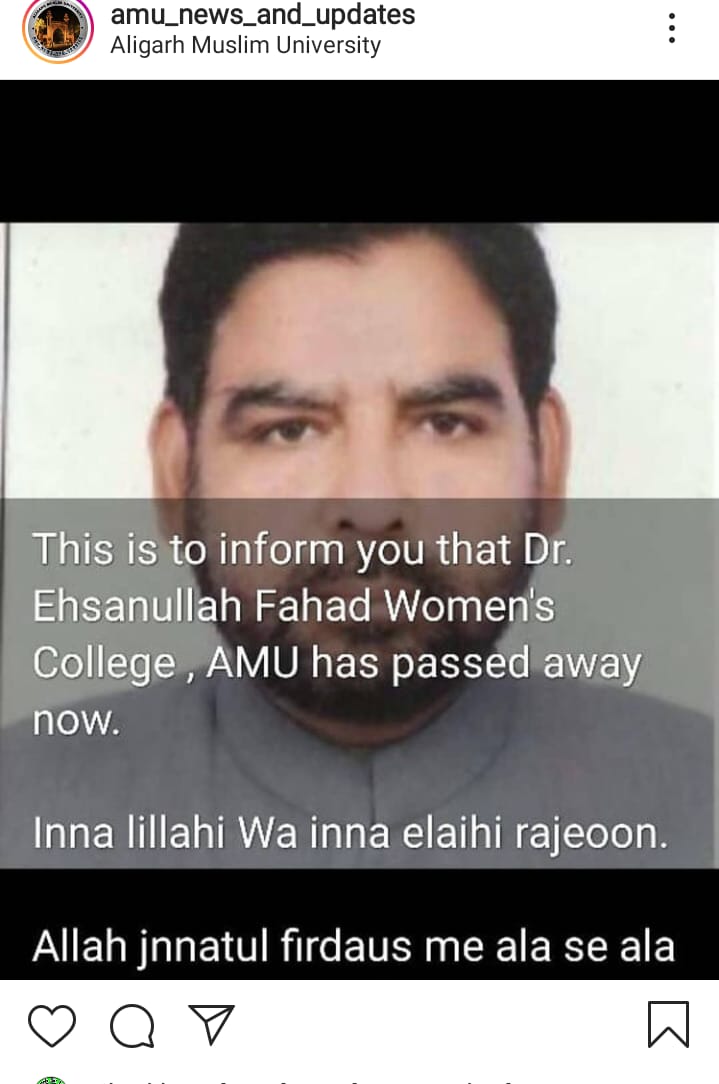 amu_news_and_updates
Aligarh Muslim University
This is to inform you that Dr.
Ehsanullah Fahad Women's
College , AMU has passed away
now.
Inna lillahi Wa inna elaihi rajeoon.
Allah jnnatul firdaus me ala se ala